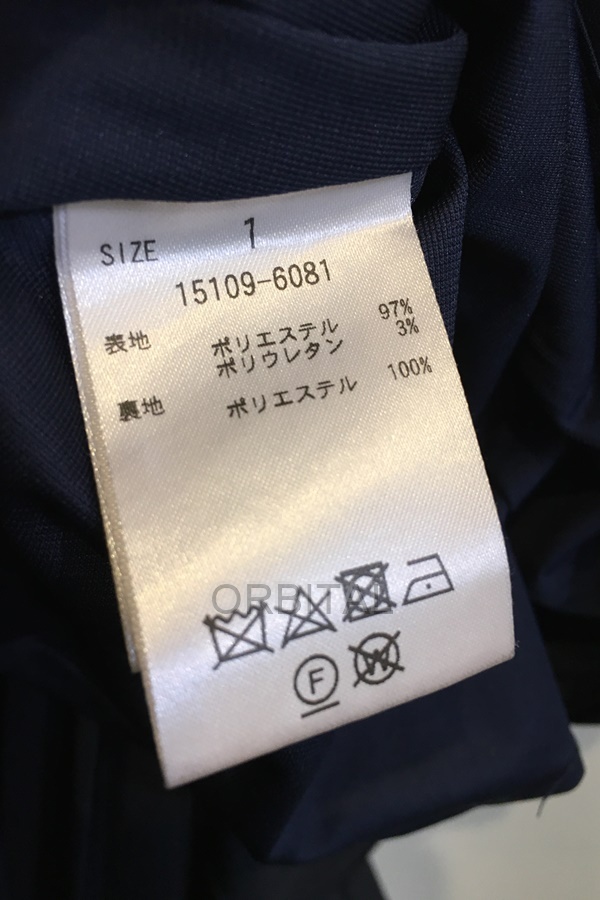 SIZE 1
15109-6081
表地 ポリエステル 97%
ポリウレタン 3%
裏地 ポリエステル 100%
ORBITAL
F W